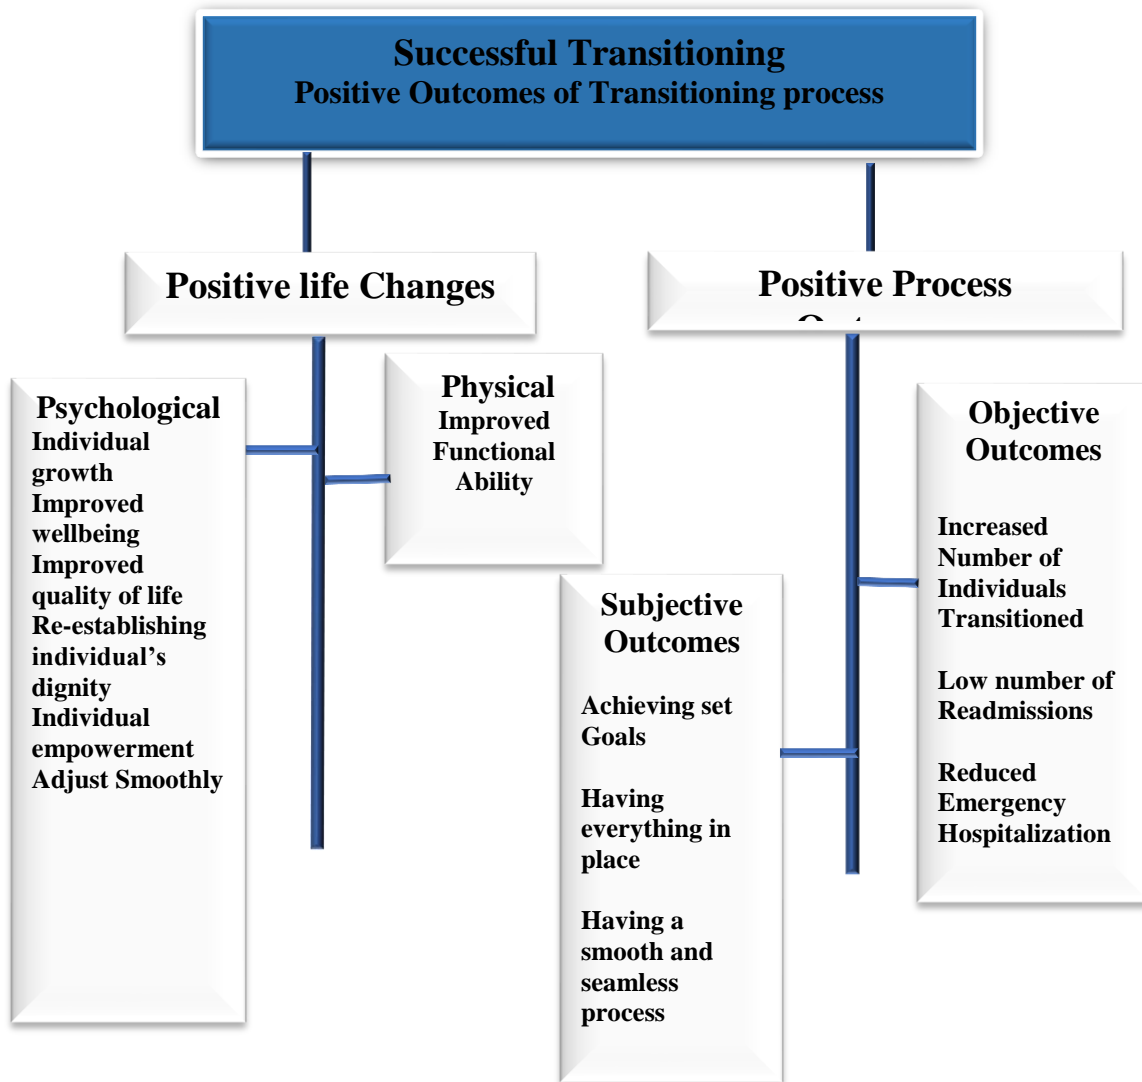 Successful Transitioning
Positive Outcomes of Transitioning process
Positive life Changes
Positive Process
Psychological
Individual
growth
Improved
wellbeing
Improved
quality of life
Re-establishing
individual’s
dignity
Individual
empowerment
Adjust Smoothly
Physical
Improved
Functional
Ability
Subjective
Outcomes
Achieving set
Goals
Having
everything in
place
Having a
smooth and
seamless
process
Objective
Outcomes
Increased
Number of
Individuals
Transitioned
Low number of
Readmissions
Reduced
Emergency
Hospitalization